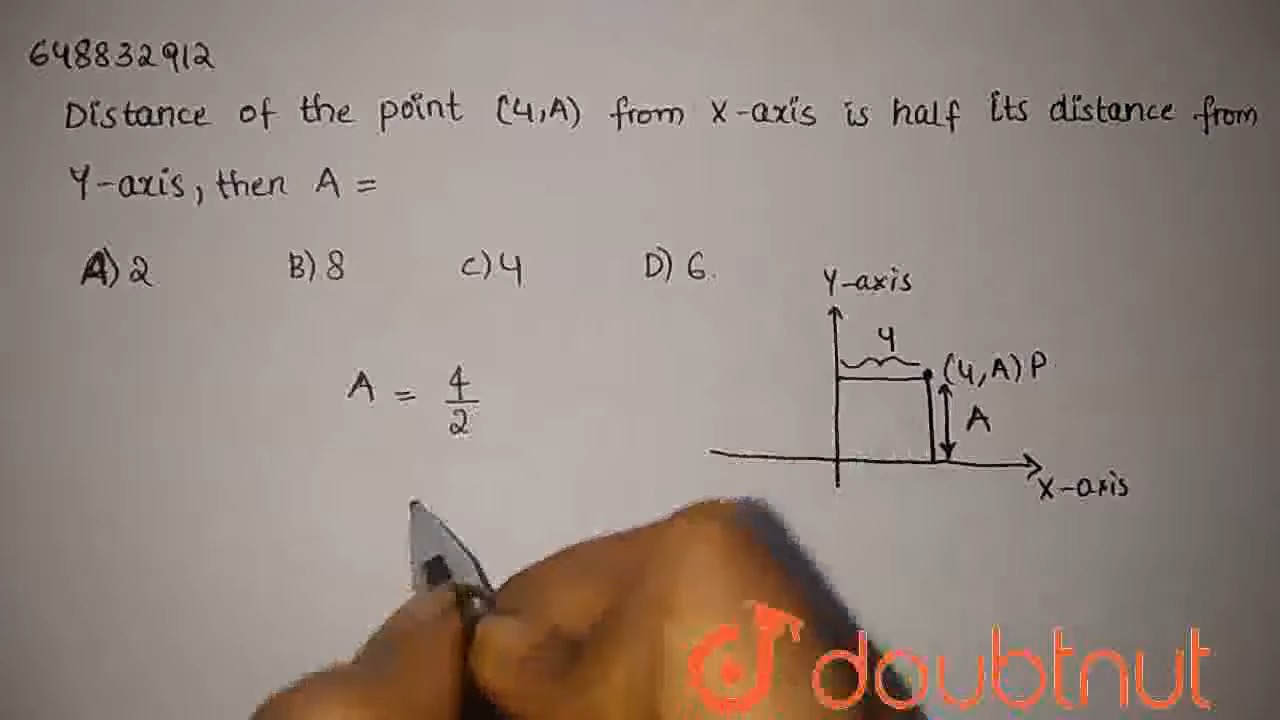 648832912
Distance of the point (4,A) from X-axis is half its distance from
Y-axis, then A =
A) 2 B) 8 C) 4 D) 6.
Y-axis
4
(4,A) P
A = 4/2
A
X-axis
doubtnut